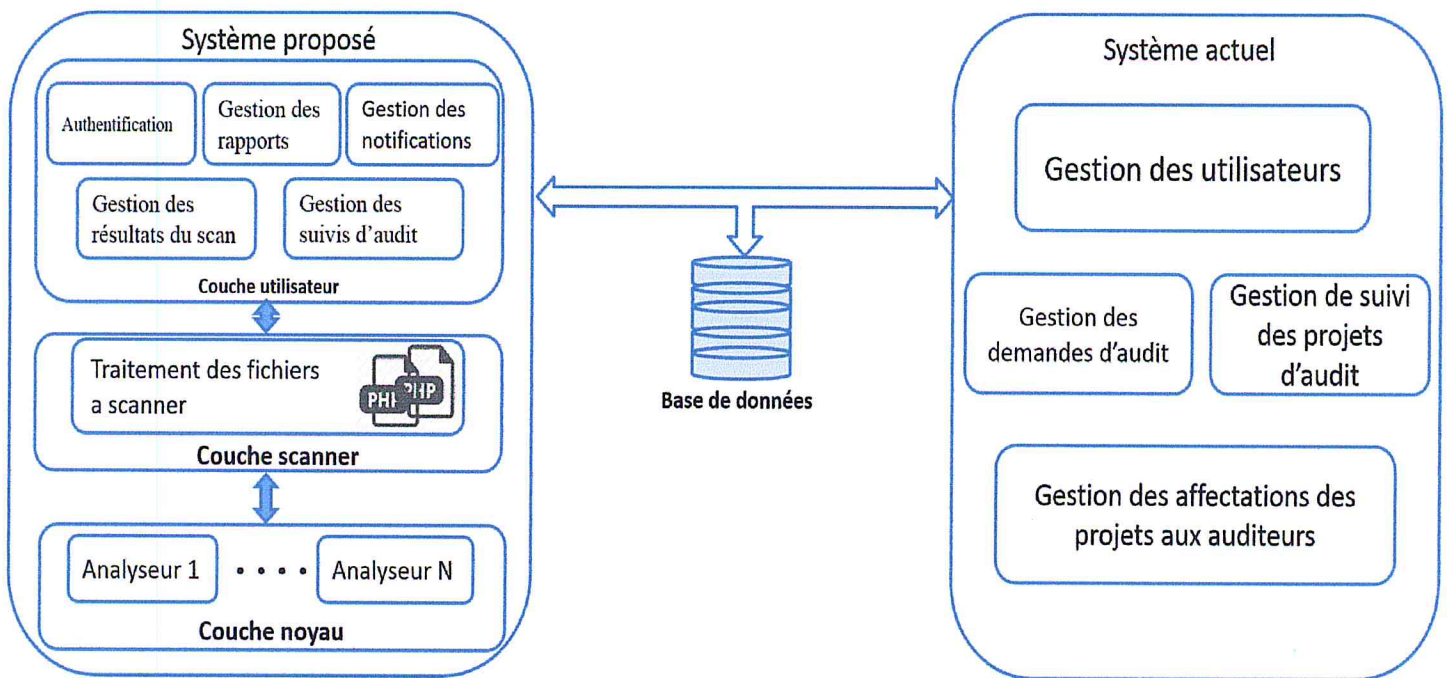 Système proposé
Authentification
Gestion des
rapports
Gestion des
notifications
Gestion des
résultats du scan
Gestion des
suivis d'audit
Couche utilisateur
Traitement des fichiers
a scanner
PHP
PHP
Couche scanner
Analyseur 1
. . . .
Analyseur N
Couche noyau
Base de données
Système actuel
Gestion des utilisateurs
Gestion des
demandes d'audit
Gestion de suivi
des projets
d'audit
Gestion des affectations des
projets aux auditeurs